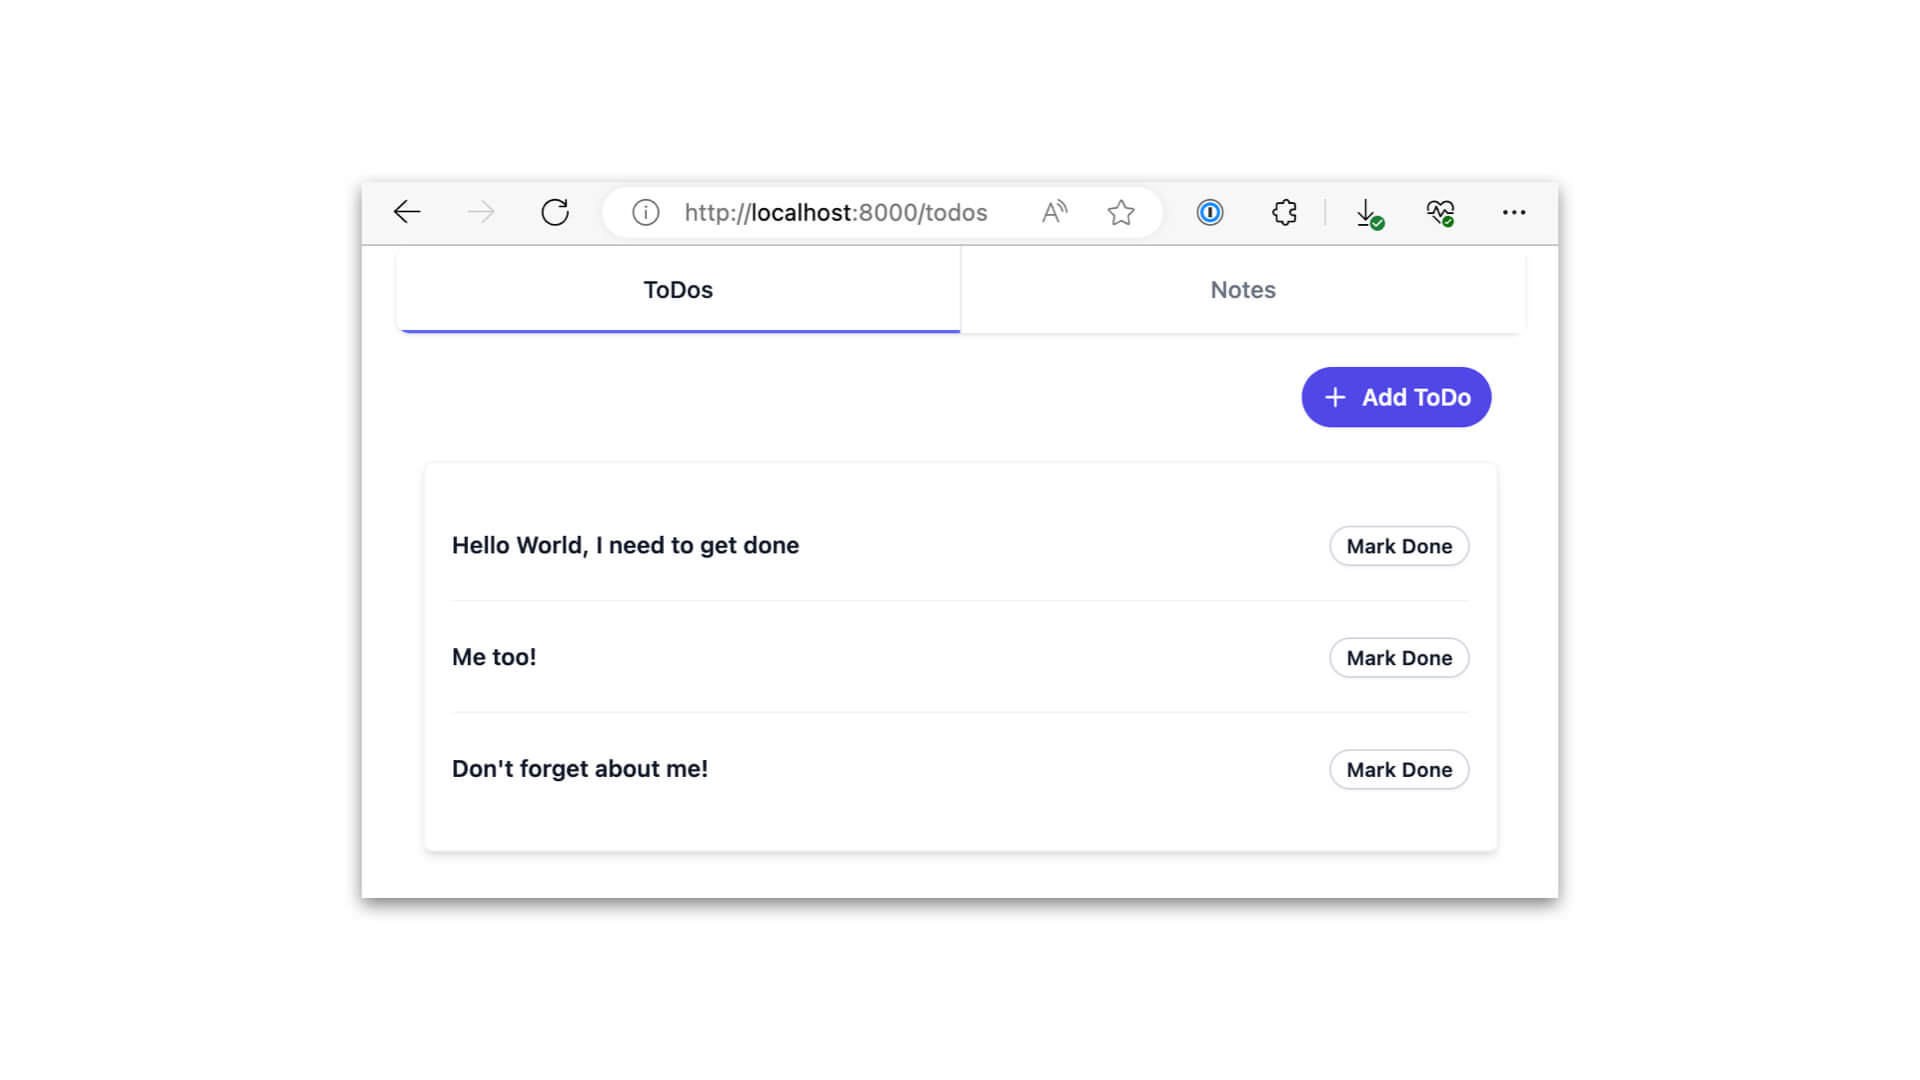 http://localhost:8000/todos
ToDos
Notes
+ Add ToDo
Hello World, I need to get done
Mark Done
Me too!
Mark Done
Don't forget about me!
Mark Done